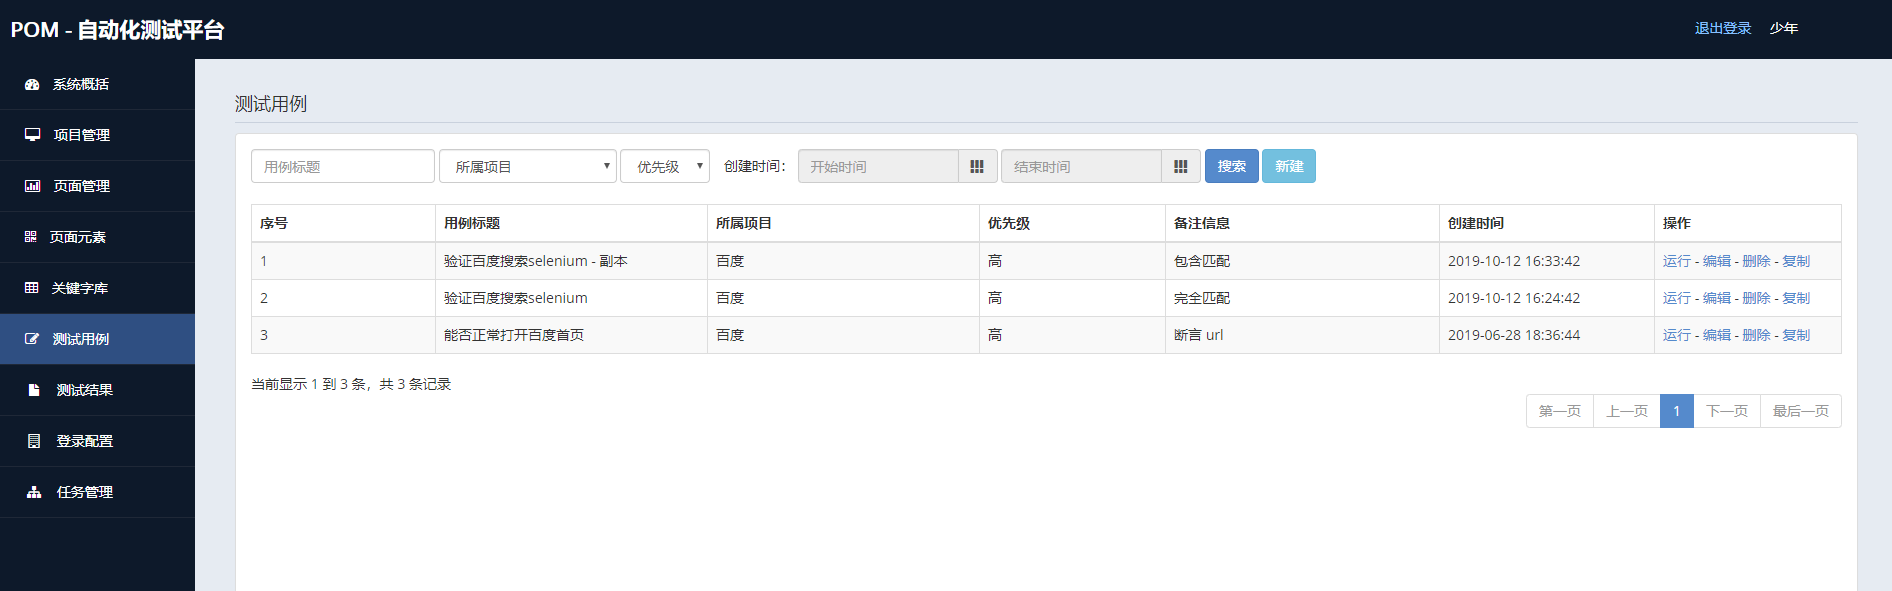 POM - 自动化测试平台
退出登录 少年
系统概括
项目管理
页面管理
页面元素
关键字库
测试用例
测试结果
登录配置
任务管理
测试用例
用例标题 所属项目 优先级 创建时间： 开始时间 结束时间 搜索 新建
序号 用例标题 所属项目 优先级 备注信息 创建时间 操作
1 验证百度搜索selenium - 副本 百度 高 包含匹配 2019-10-12 16:33:42 运行 - 编辑 - 删除 - 复制
2 验证百度搜索selenium 百度 高 完全匹配 2019-10-12 16:24:42 运行 - 编辑 - 删除 - 复制
3 能否正常打开百度首页 百度 高 断言 url 2019-06-28 18:36:44 运行 - 编辑 - 删除 - 复制
当前显示 1 到 3 条，共 3 条记录
第一页 上一页 1 下一页 最后一页